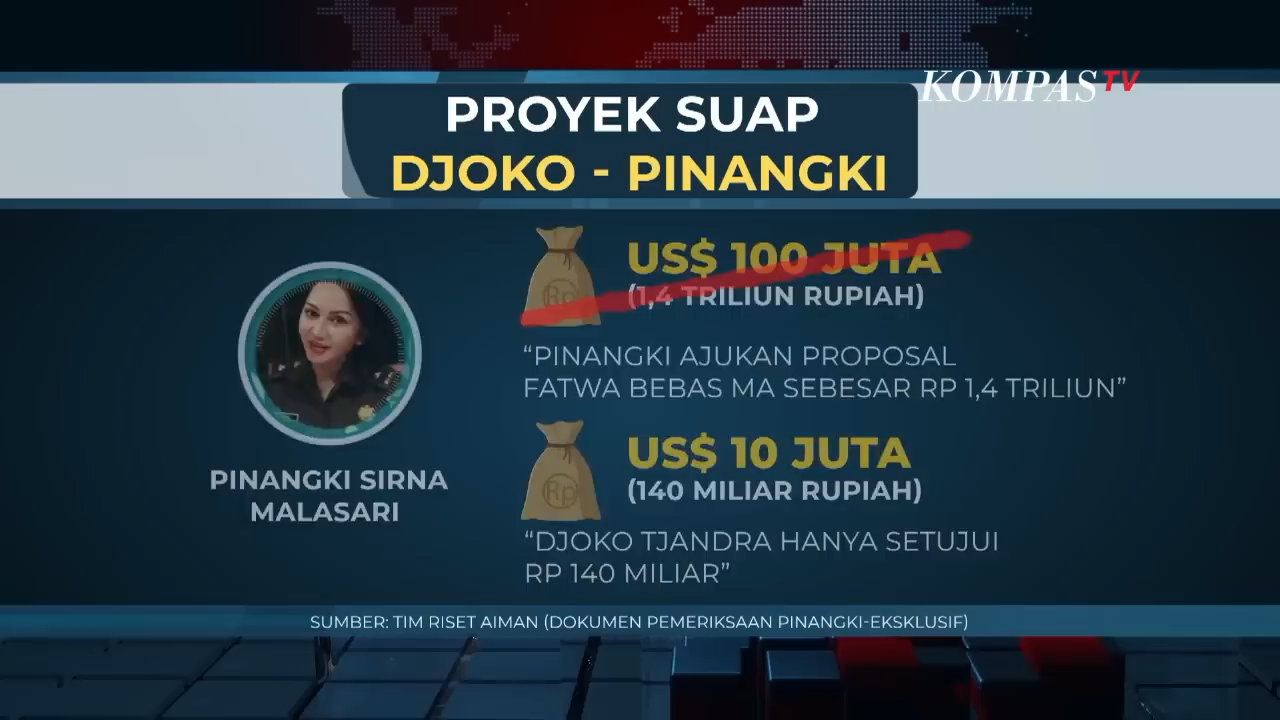 KOMPAS TV
PROYEK SUAP
DJOKO - PINANGKI
US$ 100 JUTA
(1,4 TRILIUN RUPIAH)
Rp
“PINANGKI AJUKAN PROPOSAL
FATWA BEBAS MA SEBESAR RP 1,4 TRILIUN”
US$ 10 JUTA
(140 MILIAR RUPIAH)
Rp
“DJOKO TJANDRA HANYA SETUJUI
RP 140 MILIAR”
PINANGKI SIRNA
MALASARI
SUMBER: TIM RISET AIMAN (DOKUMEN PEMERIKSAAN PINANGKI-EKSKLUSIF)